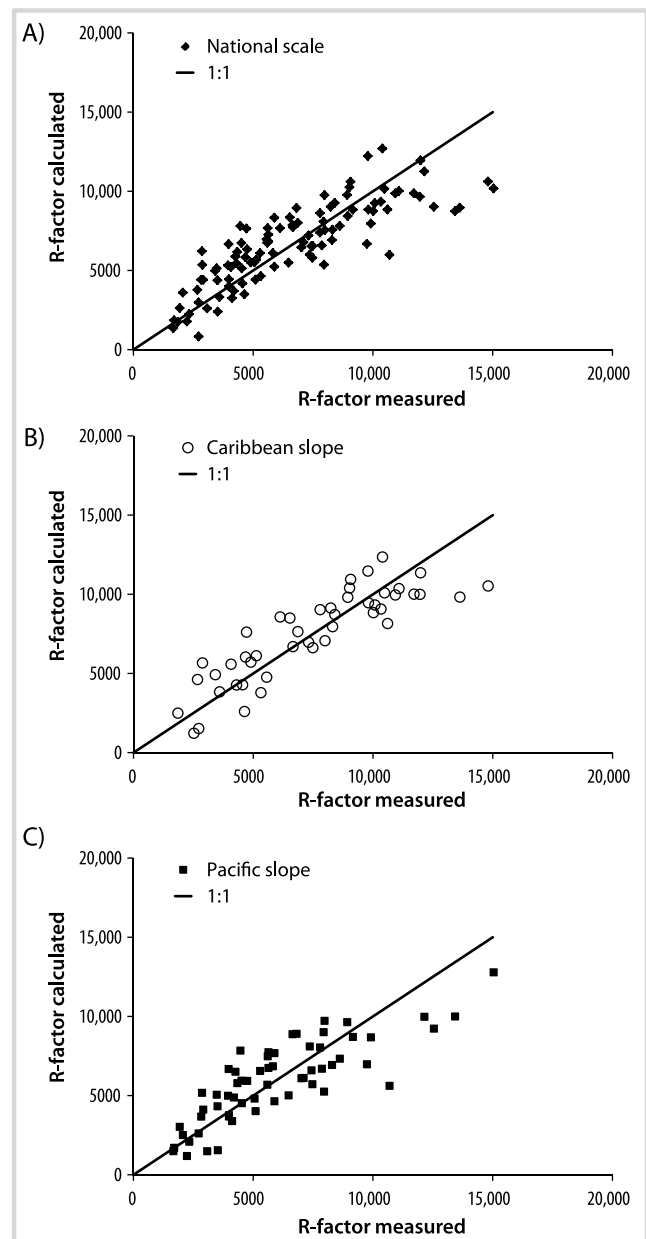 A)
20,000
National scale
1:1
15,000
10,000
5000
0
0 5000 10,000 15,000 20,000
R-factor measured
R-factor calculated
B)
20,000
Caribbean slope
1:1
15,000
10,000
5000
0
0 5000 10,000 15,000 20,000
R-factor measured
R-factor calculated
C)
20,000
Pacific slope
1:1
15,000
10,000
5000
0
0 5000 10,000 15,000 20,000
R-factor measured
R-factor calculated